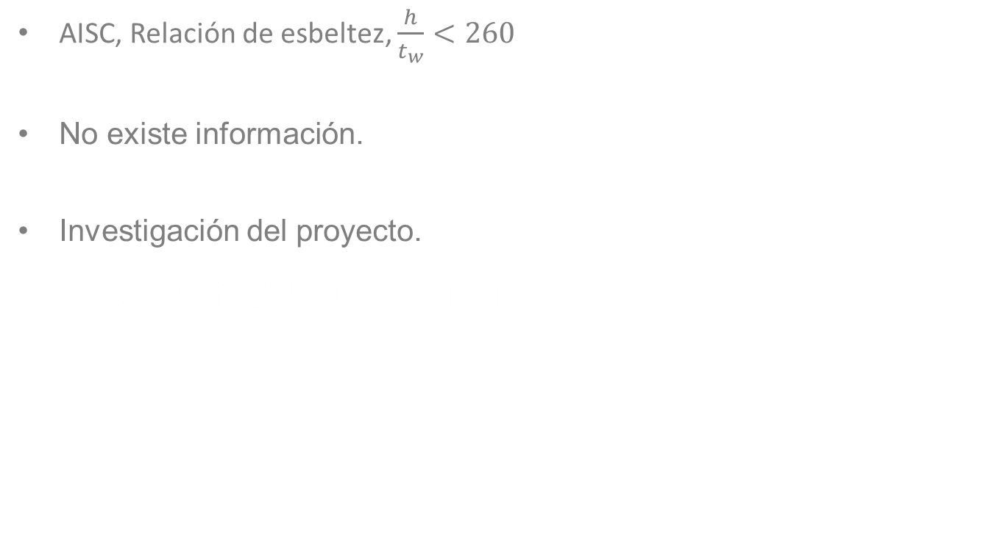 • AISC, Relación de esbeltez, h/t_w < 260
• No existe información.
• Investigación del proyecto.